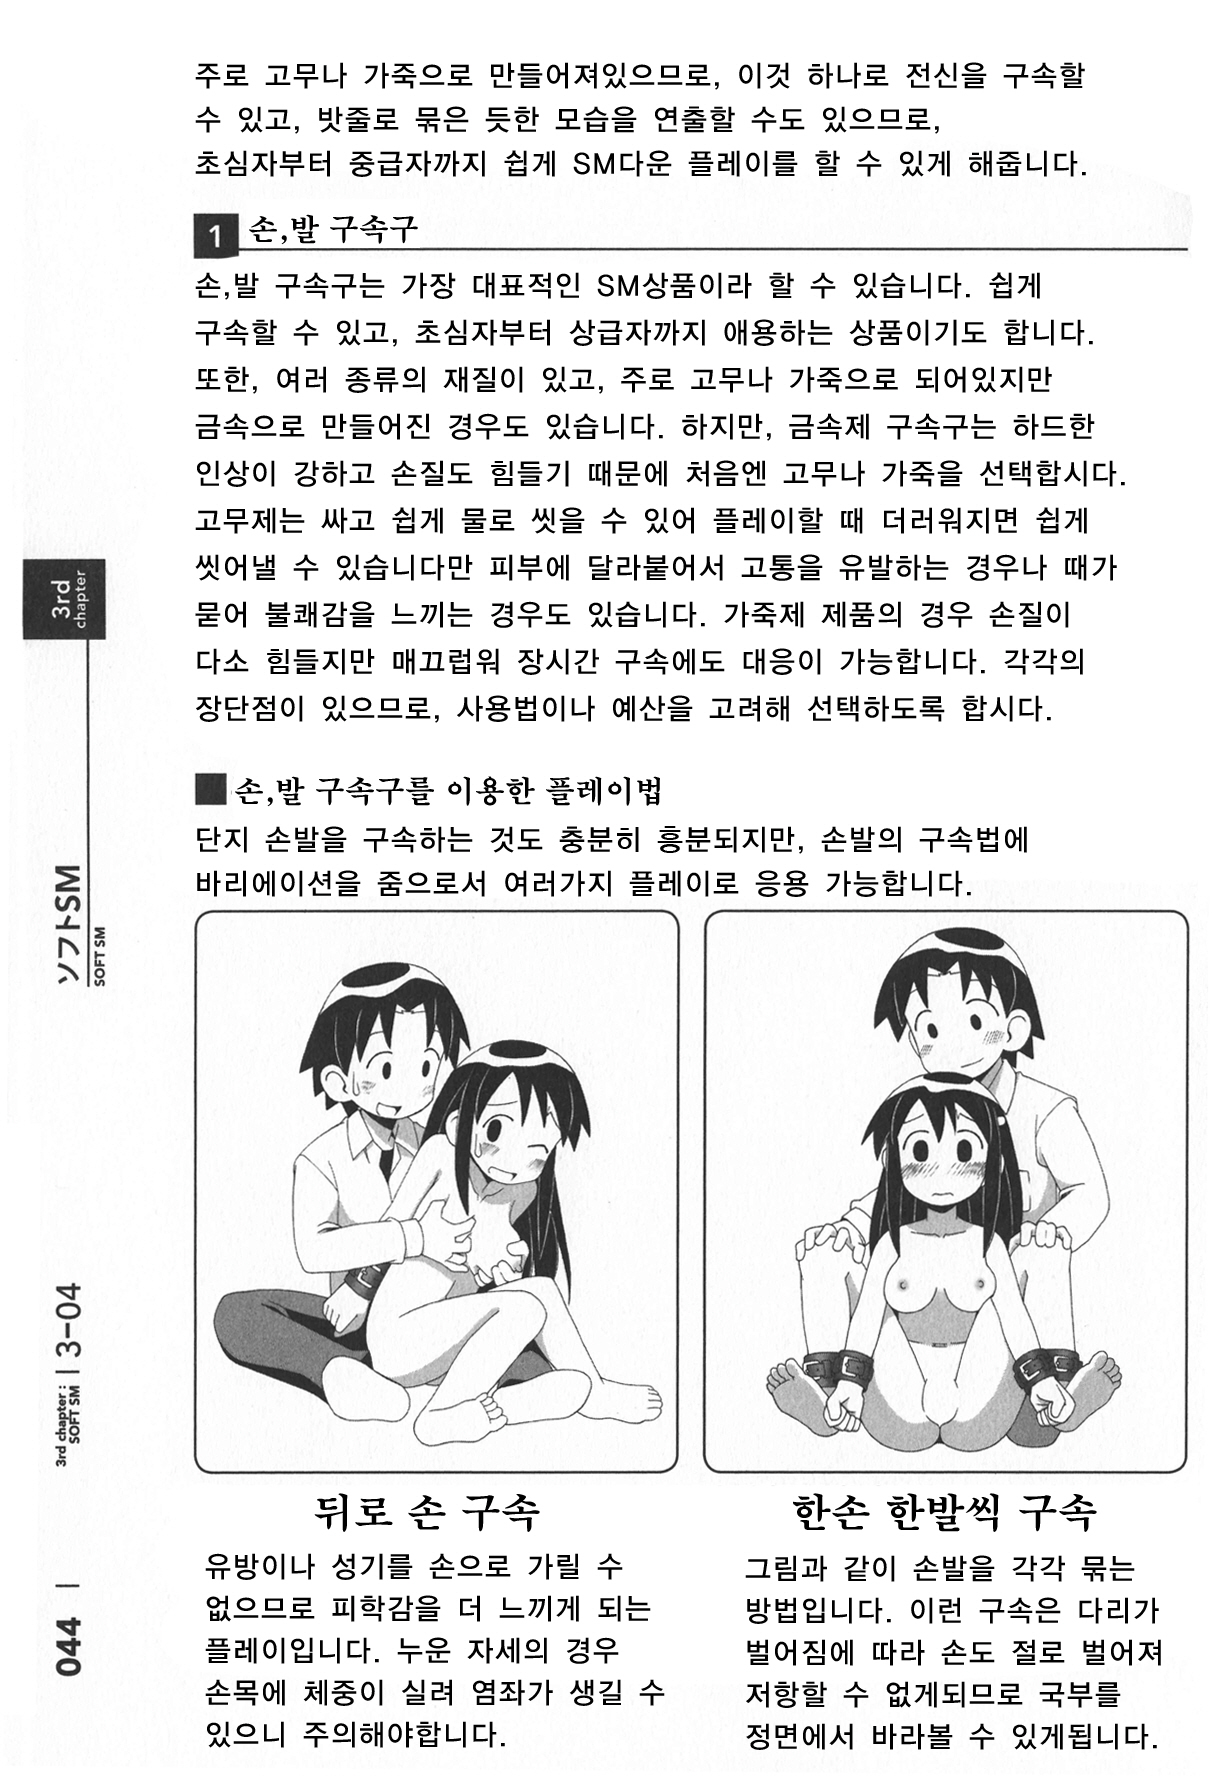 주로 고무나 가죽으로 만들어져있으므로, 이것 하나로 전신을 구속할
수 있고, 밧줄로 묶은 듯한 모습을 연출할 수도 있으므로,
초심자부터 중급자까지 쉽게 SM다운 플레이를 할 수 있게 해줍니다.
1 손,발 구속구
손,발 구속구는 가장 대표적인 SM상품이라 할 수 있습니다. 쉽게
구속할 수 있고, 초심자부터 상급자까지 애용하는 상품이기도 합니다.
또한, 여러 종류의 재질이 있고, 주로 고무나 가죽으로 되어있지만
금속으로 만들어진 경우도 있습니다. 하지만, 금속제 구속구는 하드한
인상이 강하고 손질도 힘들기 때문에 처음엔 고무나 가죽을 선택합시다.
고무제는 싸고 쉽게 물로 씻을 수 있어 플레이할 때 더러워지면 쉽게
씻어낼 수 있습니다만 피부에 달라붙어서 고통을 유발하는 경우나 때가
묻어 불쾌감을 느끼는 경우도 있습니다. 가죽제 제품의 경우 손질이
다소 힘들지만 매끄럽워 장시간 구속에도 대응이 가능합니다. 각각의
장단점이 있으므로, 사용법이나 예산을 고려해 선택하도록 합시다.
■손,발 구속구를 이용한 플레이법
단지 손발을 구속하는 것도 충분히 흥분되지만, 손발의 구속법에
바리에이션을 줌으로서 여러가지 플레이로 응용 가능합니다.
뒤로 손 구속
유방이나 성기를 손으로 가릴 수
없으므로 피학감을 더 느끼게 되는
플레이입니다. 누운 자세의 경우
손목에 체중이 실려 염좌가 생길 수
있으니 주의해야합니다.
한손 한발씩 구속
그림과 같이 손발을 각각 묶는
방법입니다. 이런 구속은 다리가
벌어짐에 따라 손도 절로 벌어져
저항할 수 없게되므로 국부를
정면에서 바라볼 수 있게됩니다.
3rd
chapter
ソフトSM
SOFT SM
3rd chapter :
SOFT SM
| 3-04
044 |